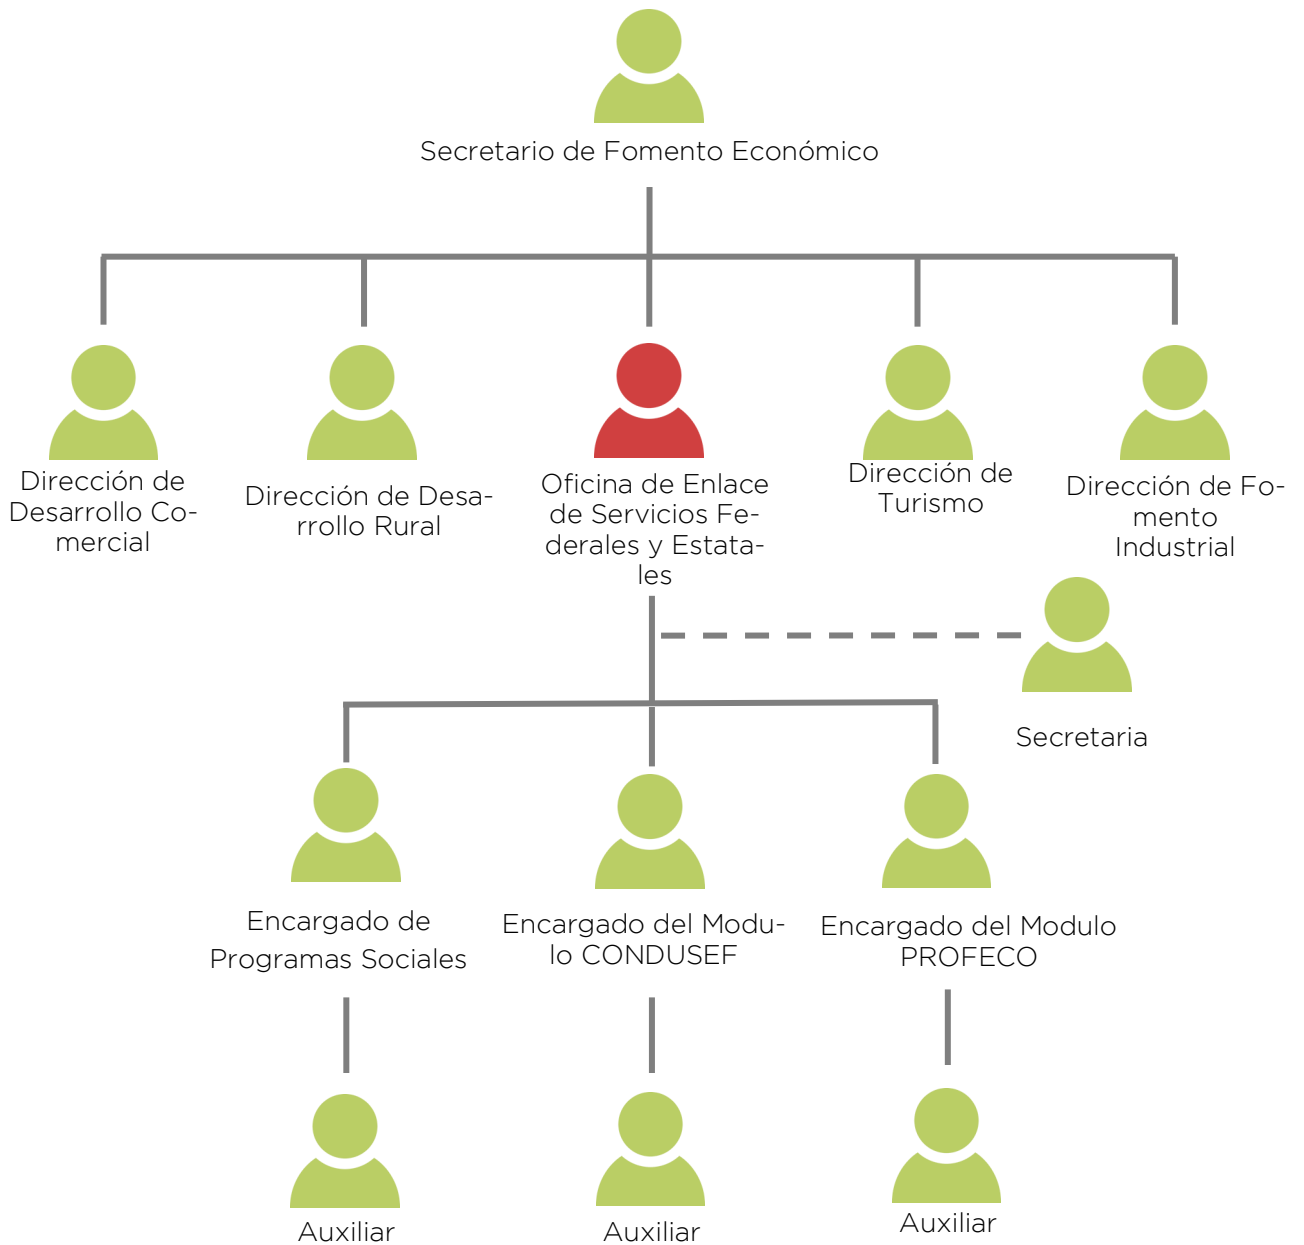 Secretario de Fomento Económico
Dirección de
Desarrollo Co-
mercial
Dirección de Desa-
rrollo Rural
Oficina de Enlace
de Servicios Fe-
derales y Estata-
les
Dirección de
Turismo
Dirección de Fo-
mento
Industrial
Secretaria
Encargado de
Programas Sociales
Encargado del Modu-
lo CONDUSEF
Encargado del Modulo
PROFECO
Auxiliar
Auxiliar
Auxiliar